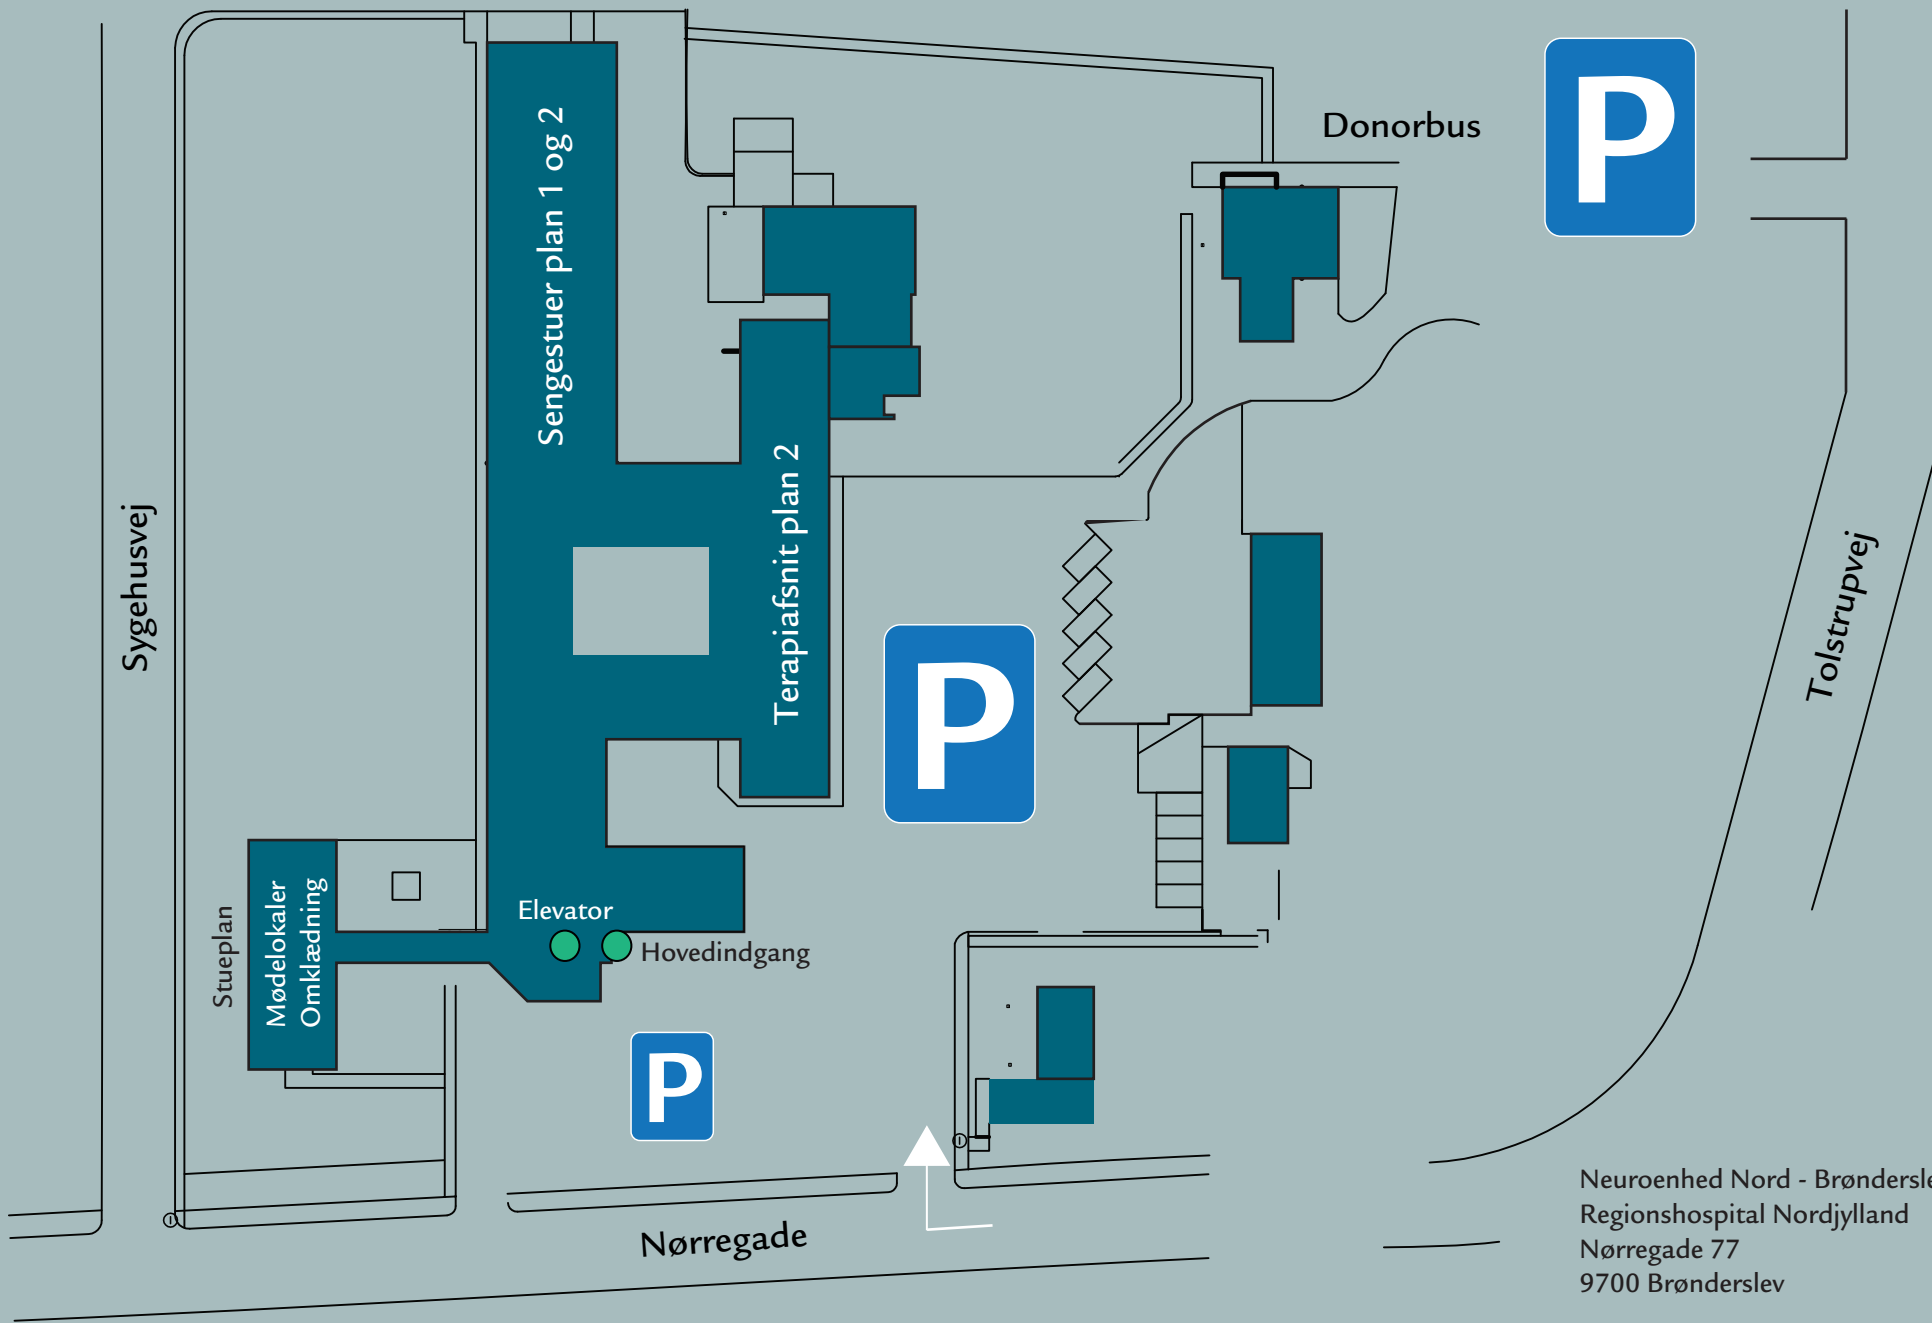 Donorbus
P
Sengestuer plan 1 og 2
Terapiafsnit plan 2
Sygehusvej
Tolstrupvej
P
Stueplan
Mødelokaler
Omklædning
Elevator
Hovedindgang
P
Nørregade
Neuroenhed Nord - Brøndersle
Regionshospital Nordjylland
Nørregade 77
9700 Brønderslev